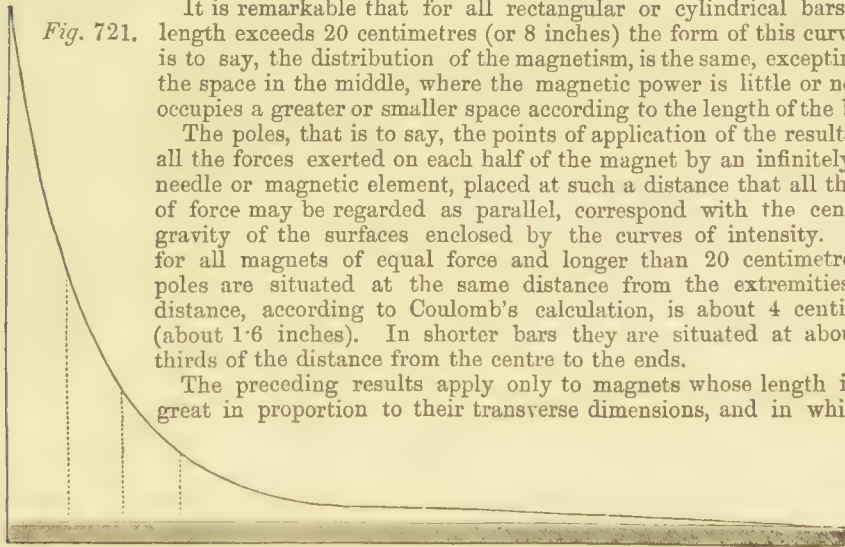 It is remarkable that for all rectangular or cylindrical bars
Fig. 721. length exceeds 20 centimetres (or 8 inches) the form of this curv
is to say, the distribution of the magnetism, is the same, exceptin
the space in the middle, where the magnetic power is little or n
occupies a greater or smaller space according to the length of the
The poles, that is to say, the points of application of the result
all the forces exerted on each half of the magnet by an infinitely
needle or magnetic element, placed at such a distance that all th
of force may be regarded as parallel, correspond with the cen
gravity of the surfaces enclosed by the curves of intensity.
for all magnets of equal force and longer than 20 centimetre
poles are situated at the same distance from the extremities
distance, according to Coulomb's calculation, is about 4 centi
(about 1·6 inches). In shorter bars they are situated at abou
thirds of the distance from the centre to the ends.
The preceding results apply only to magnets whose length i
great in proportion to their transverse dimensions, and in whi